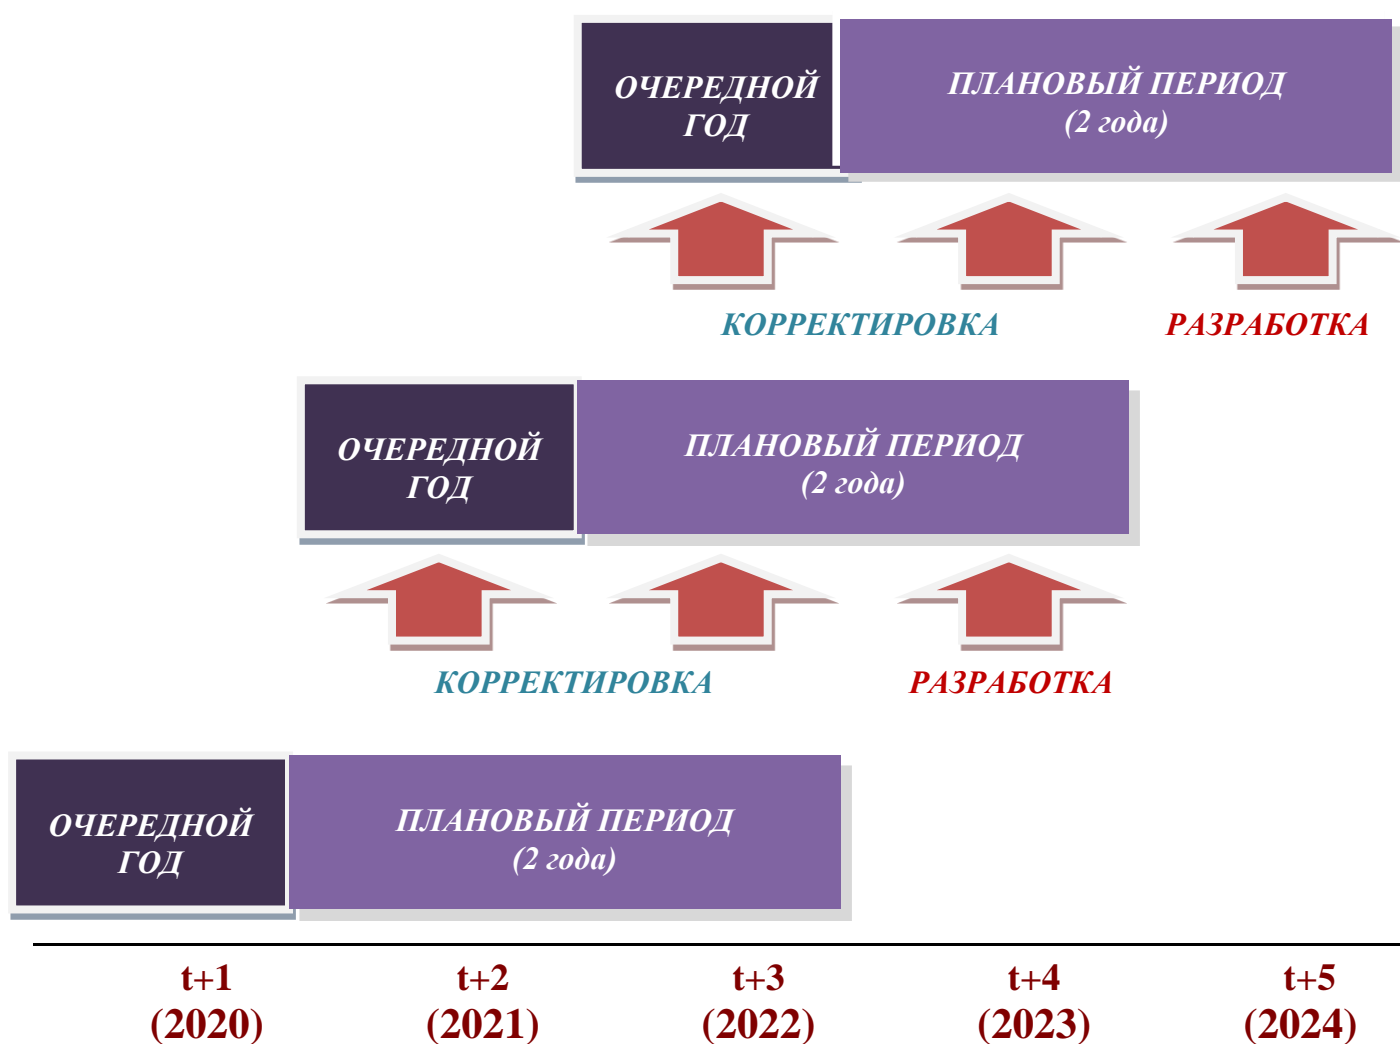 ОЧЕРЕДНОЙ
ГОД
ПЛАНОВЫЙ ПЕРИОД
(2 года)
КОРРЕКТИРОВКА
РАЗРАБОТКА
ОЧЕРЕДНОЙ
ГОД
ПЛАНОВЫЙ ПЕРИОД
(2 года)
КОРРЕКТИРОВКА
РАЗРАБОТКА
ОЧЕРЕДНОЙ
ГОД
ПЛАНОВЫЙ ПЕРИОД
(2 года)
t+1
(2020)
t+2
(2021)
t+3
(2022)
t+4
(2023)
t+5
(2024)